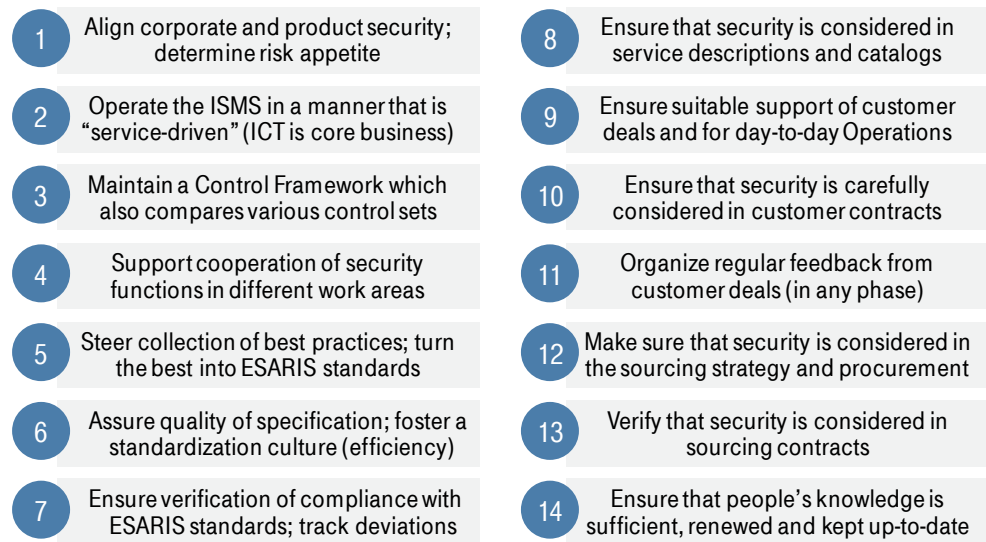 1
Align corporate and product security;
determine risk appetite
2
Operate the ISMS in a manner that is
“service-driven” (ICT is core business)
3
Maintain a Control Framework which
also compares various control sets
4
Support cooperation of security
functions in different work areas
5
Steer collection of best practices; turn
the best into ESARIS standards
6
Assure quality of specification; foster a
standardization culture (efficiency)
7
Ensure verification of compliance with
ESARIS standards; track deviations
8
Ensure that security is considered in
service descriptions and catalogs
9
Ensure suitable support of customer
deals and for day-to-day Operations
10
Ensure that security is carefully
considered in customer contracts
11
Organize regular feedback from
customer deals (in any phase)
12
Make sure that security is considered in
the sourcing strategy and procurement
13
Verify that security is considered in
sourcing contracts
14
Ensure that people’s knowledge is
sufficient, renewed and kept up-to-date